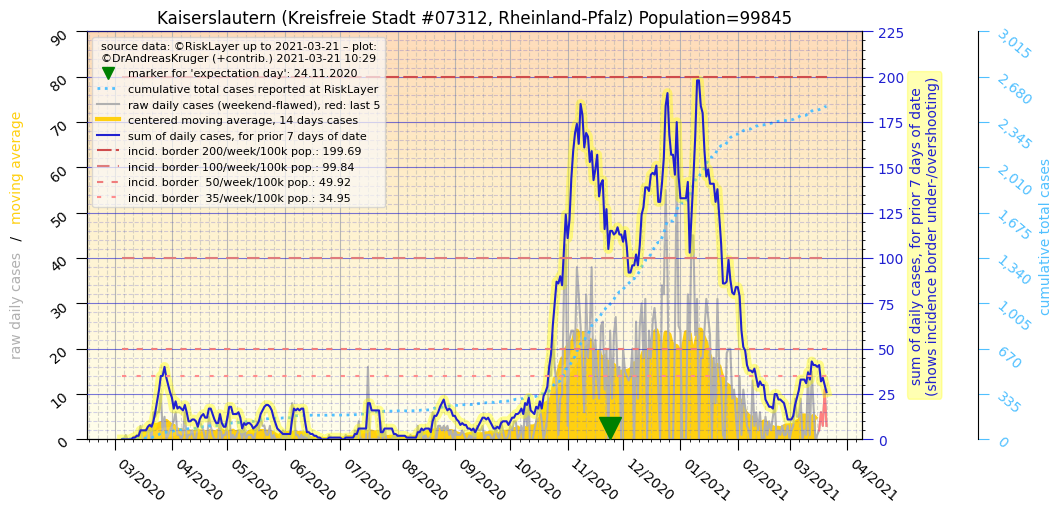 Kaiserslautern (Kreisfreie Stadt #07312, Rheinland-Pfalz) Population=99845
source data: ©RiskLayer up to 2021-03-21 – plot:
©DrAndreasKruger (+contrib.) 2021-03-21 10:29
marker for 'expectation day': 24.11.2020
cumulative total cases reported at RiskLayer
raw daily cases (weekend-flawed), red: last 5
centered moving average, 14 days cases
sum of daily cases, for prior 7 days of date
incid. border 200/week/100k pop.: 199.69
incid. border 100/week/100k pop.: 99.84
incid. border  50/week/100k pop.: 49.92
incid. border  35/week/100k pop.: 34.95
raw daily cases / moving average
90
80
70
60
50
40
30
20
10
0
03/2020
04/2020
05/2020
06/2020
07/2020
08/2020
09/2020
10/2020
11/2020
12/2020
01/2021
02/2021
03/2021
04/2021
225
200
175
150
125
100
75
50
25
0
sum of daily cases, for prior 7 days of date
(shows incidence border under-/overshooting)
3,015
2,680
2,345
2,010
1,675
1,340
1,005
670
335
0
cumulative total cases